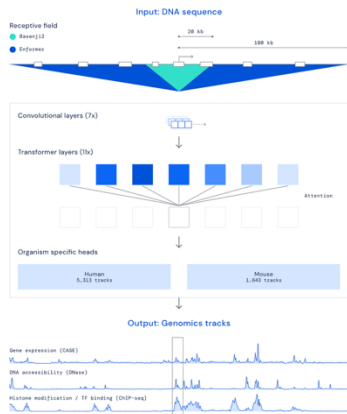 Input: DNA sequence
Receptive field
Basenji2
Enformer
20 kb
100 kb
Convolutional layers (7x)
Transformer layers (11x)
Attention
Organism specific heads
Human
5,313 tracks
Mouse
1,643 tracks
Output: Genomics tracks
Gene expression (CAGE)
DNA accessibility (DNase)
Histone modification / TF binding (ChIP-seq)